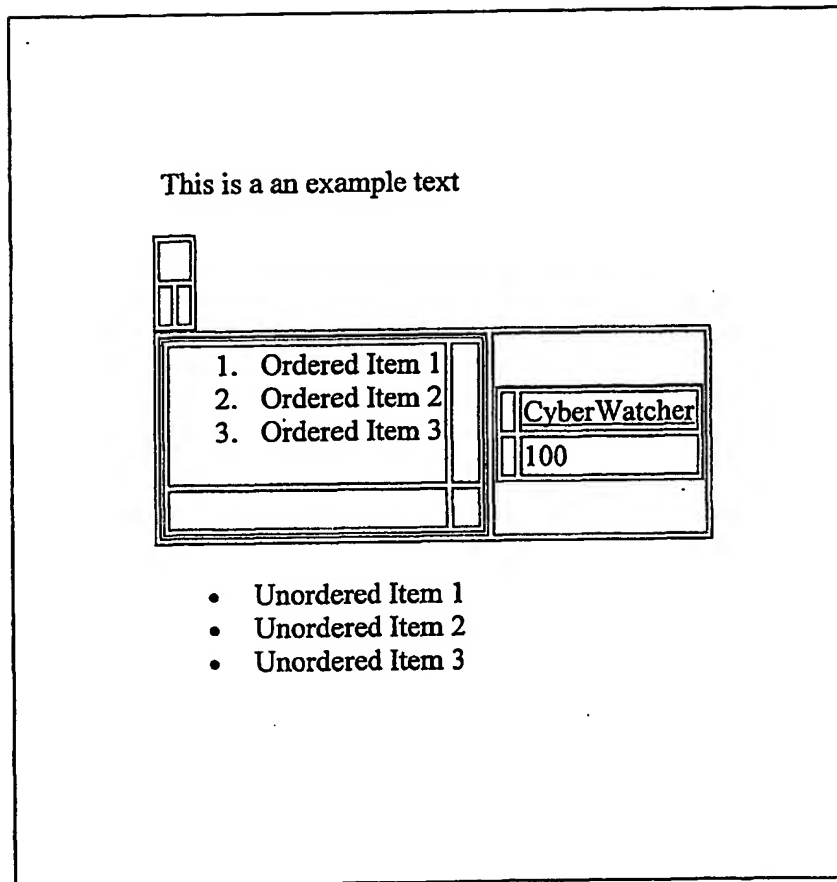 This is a an example text
1. Ordered Item 1
2. Ordered Item 2
3. Ordered Item 3
CyberWatcher
100
• Unordered Item 1
• Unordered Item 2
• Unordered Item 3